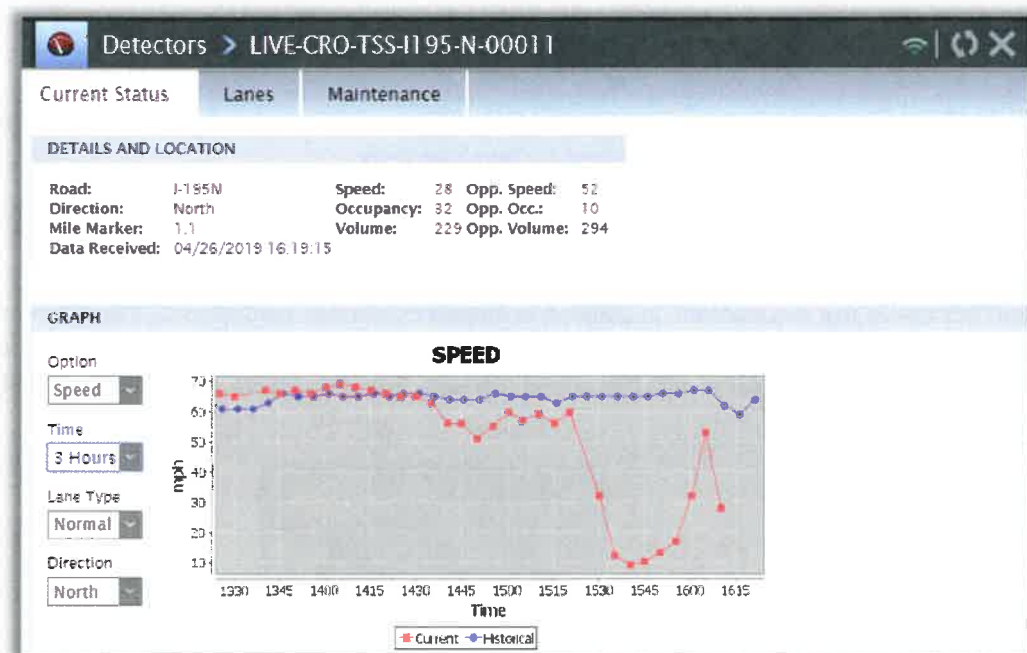 Detectors > LIVE-CRO-TSS-I195-N-00011
Current Status Lanes Maintenance
DETAILS AND LOCATION
Road: I-195N Speed: 28 Opp. Speed: 52
Direction: North Occupancy: 32 Opp. Occ.: 10
Mile Marker: 1.1 Volume: 229 Opp. Volume: 294
Data Received: 04/26/2019 16:19:15
GRAPH
Option
Speed
Time
3 Hours
Lane Type
Normal
Direction
North
SPEED
70
60
50
40
30
20
10
mph
1330 1345 1400 1415 1430 1445 1500 1515 1530 1545 1600 1615
Time
Current Historical